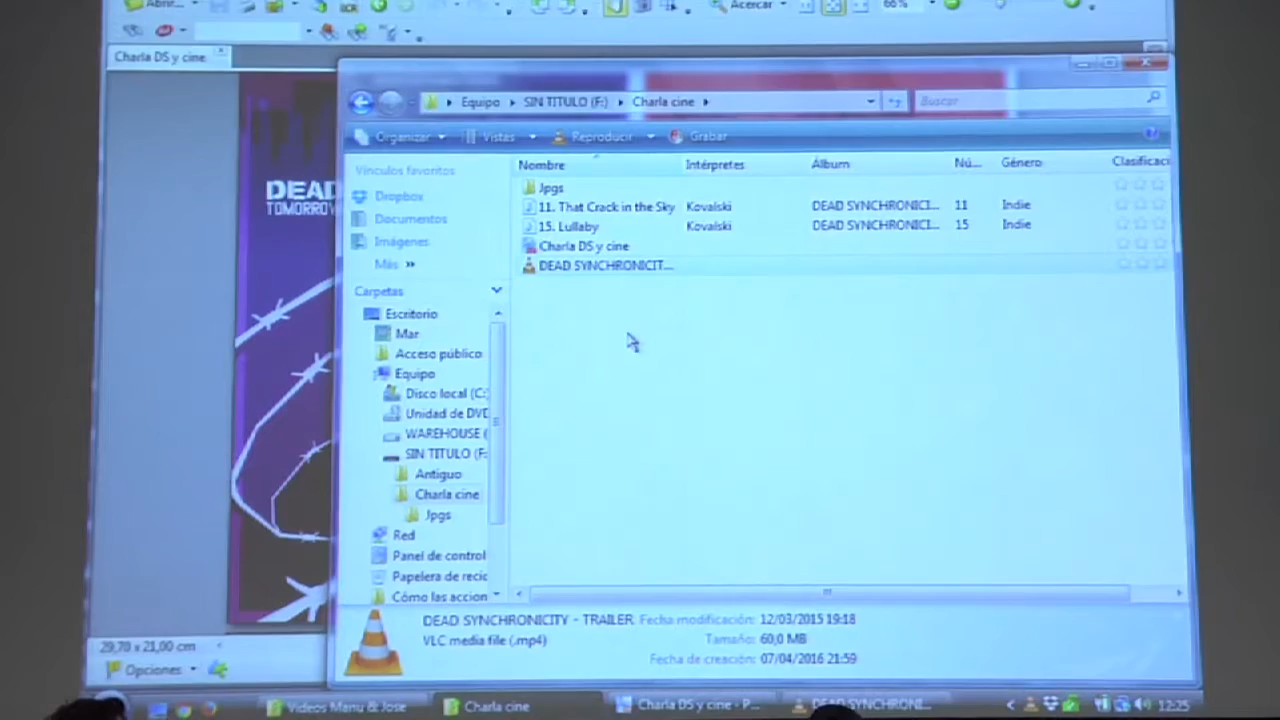 Abrir...
Acercar
66%
Charla DS y cine
Equipo
SIN TITULO (F:)
Charla cine
Buscar
Organizar
Vistas
Reproducir
Grabar
Vínculos favoritos
Dropbox
Documentos
Imágenes
Más »
Carpetas
Escritorio
Mar
Acceso público
Equipo
Disco local (C:
Unidad de DVD
WAREHOUSE (
SIN TITULO (F:
Antiguo
Charla cine
Jpgs
Red
Panel de control
Papelera de recic
Cómo las accion
Nombre Intérpretes Álbum Nú... Género Clasificaci
Jpgs
11. That Crack in the Sky Kovalski DEAD SYNCHRONICI... 11 Indie
15. Lullaby Kovalski DEAD SYNCHRONICI... 15 Indie
Charla DS y cine
DEAD SYNCHRONICIT...
DEAD
TOMORROW
DEAD SYNCHRONICITY - TRAILER Fecha modificación: 12/03/2015 19:18
VLC media file (.mp4) Tamaño: 60,0 MB
Fecha de creación: 07/04/2016 21:59
29,70 x 21,00 cm
Opciones
Videos Menu & Jose
Charla cine
Charla DS y cine - P...
DEAD SYNCHRONI...
12:25